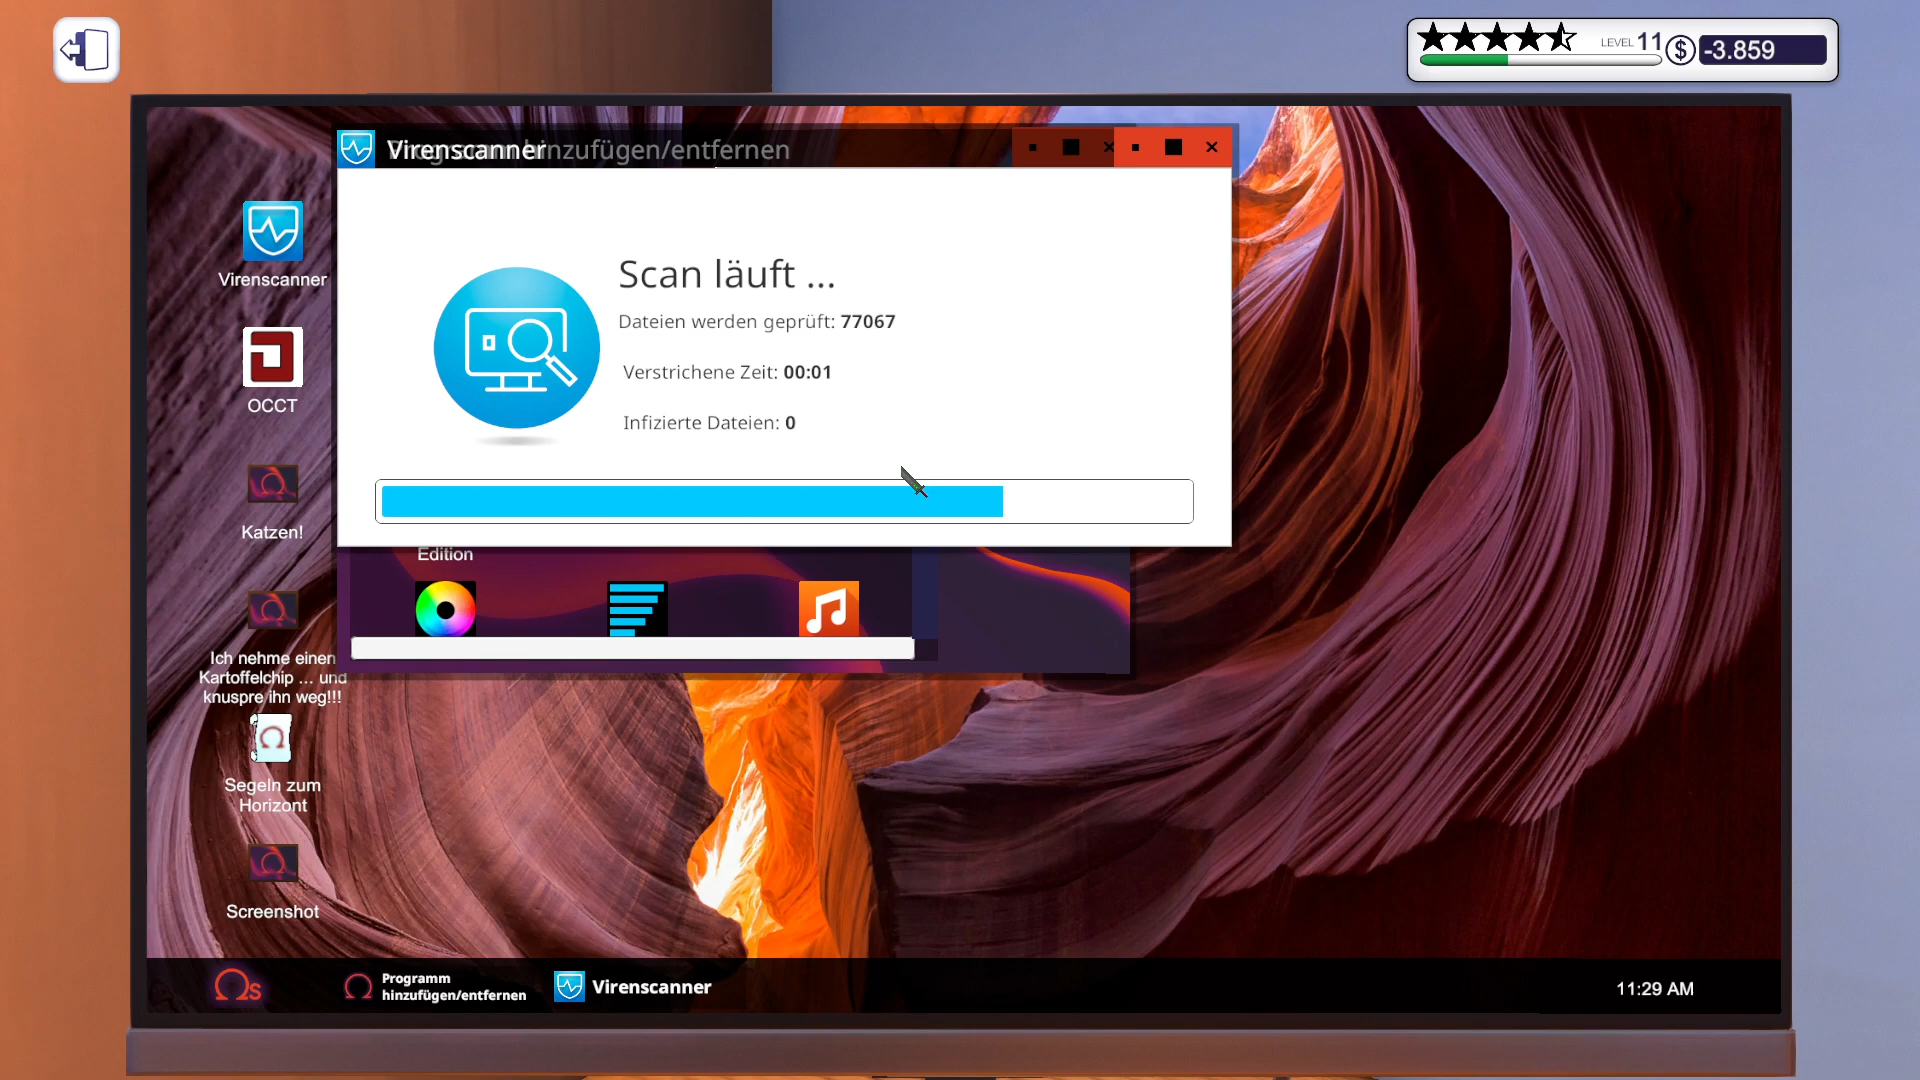 LEVEL 11
$ -3.859
Virenscanner
hinzufügen/entfernen
Scan läuft ...
Dateien werden geprüft: 77067
Verstrichene Zeit: 00:01
Infizierte Dateien: 0
Edition
Virenscanner
OCCT
Katzen!
Ich nehme einen
Kartoffelchip ... und
knuspre ihn weg!!!
Segeln zum
Horizont
Screenshot
Ωs
Programm
hinzufügen/entfernen
Virenscanner
11:29 AM